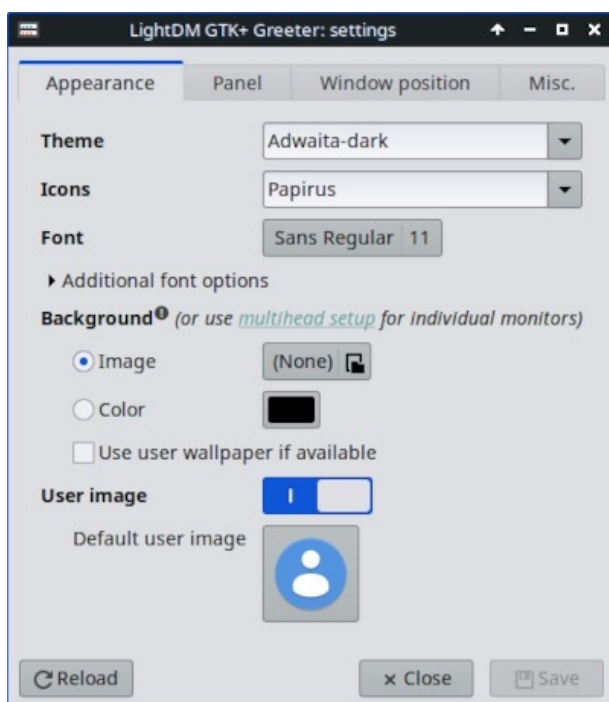 LightDM GTK+ Greeter: settings
Appearance Panel Window position Misc.
Theme Adwaita-dark
Icons Papirus
Font Sans Regular 11
Additional font options
Background (or use multihead setup for individual monitors)
Image (None)
Color
Use user wallpaper if available
User image
Default user image
Reload Close Save